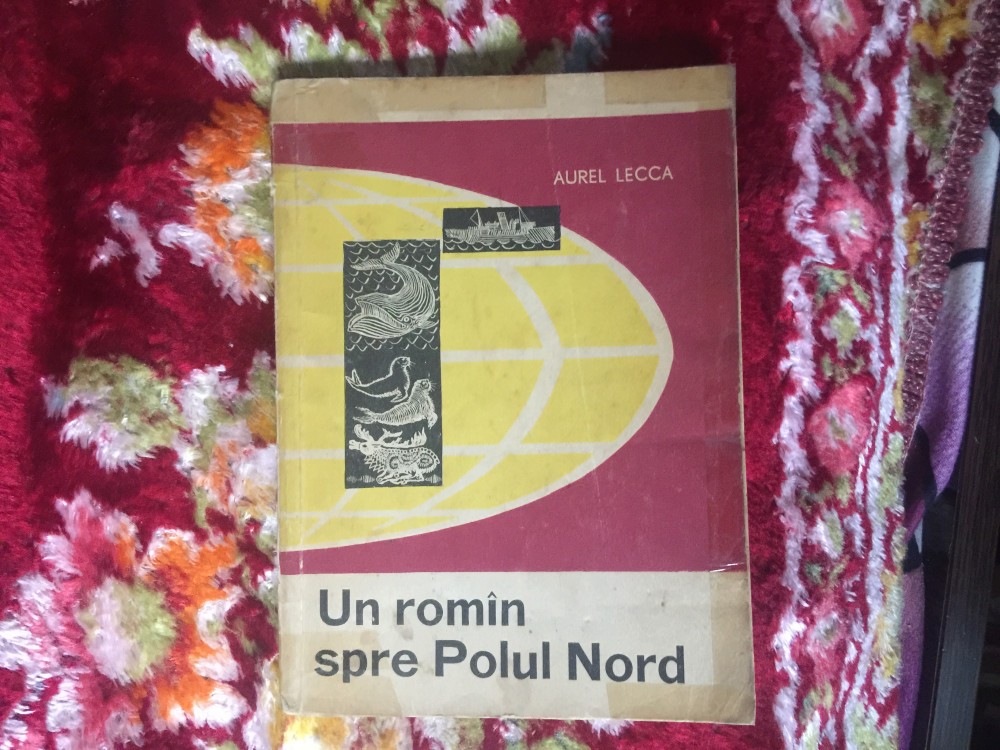 AUREL LECCA
Un romîn
spre Polul Nord